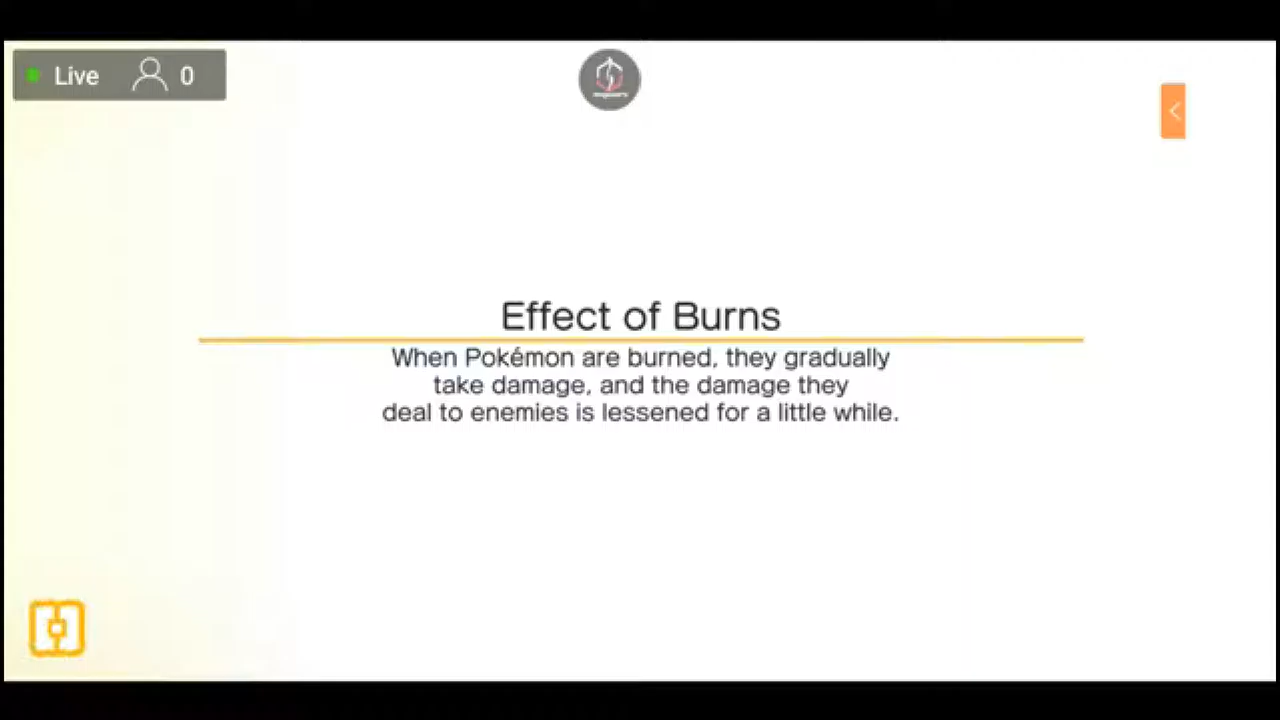 Live 0
Effect of Burns
When Pokémon are burned, they gradually
take damage, and the damage they
deal to enemies is lessened for a little while.